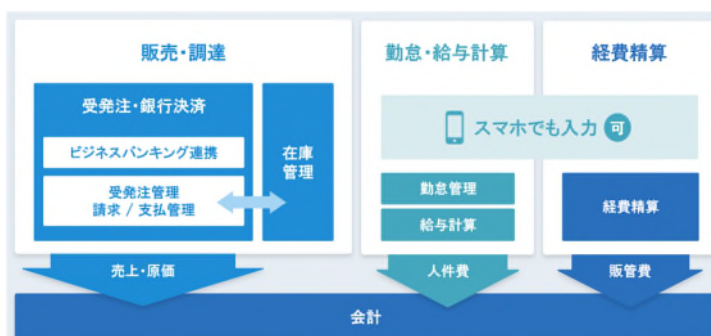 販売・調達
受発注・銀行決済
ビジネスバンキング連携
受発注管理
請求 / 支払管理
在庫
管理
売上・原価
勤怠・給与計算
経費精算
スマホでも入力 可
勤怠管理
給与計算
人件費
経費精算
販管費
会計